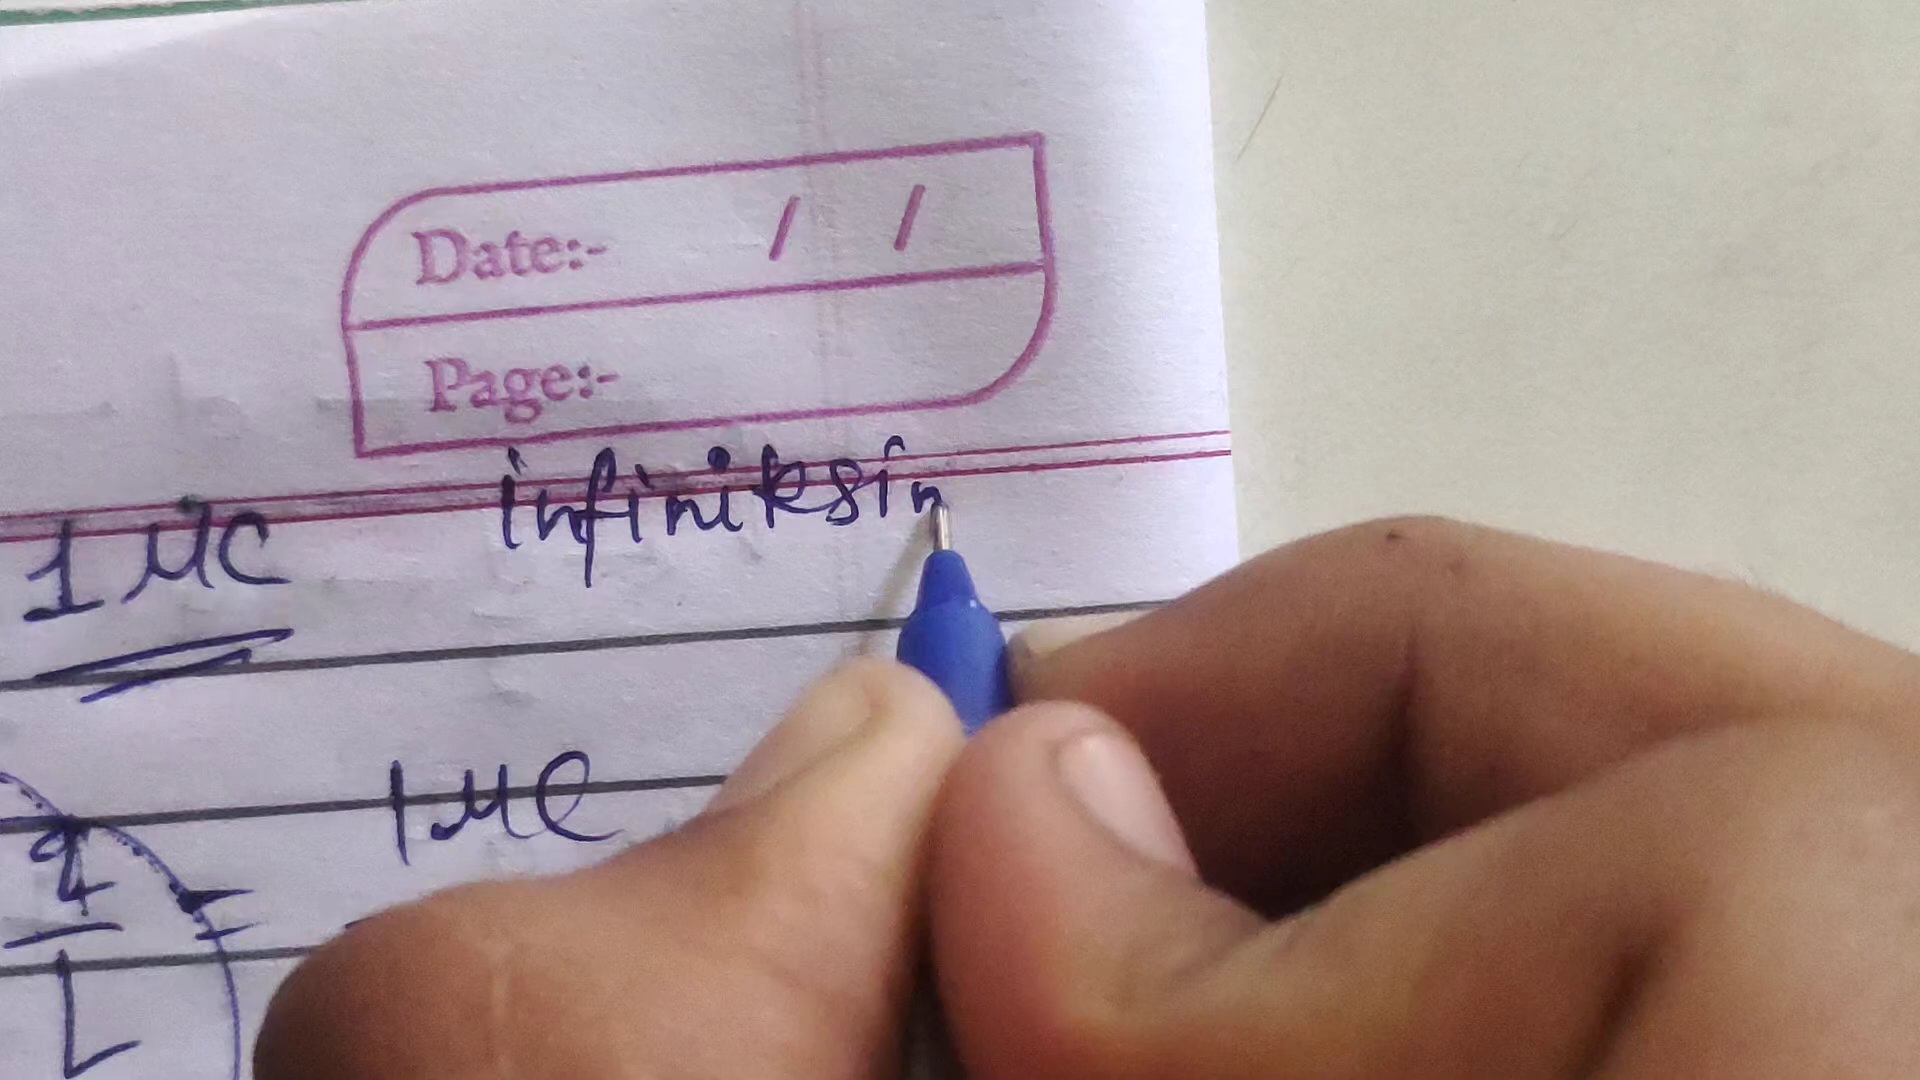 Date:- / /
Page:-
infiniksin
1 μC
1 μC
q
L